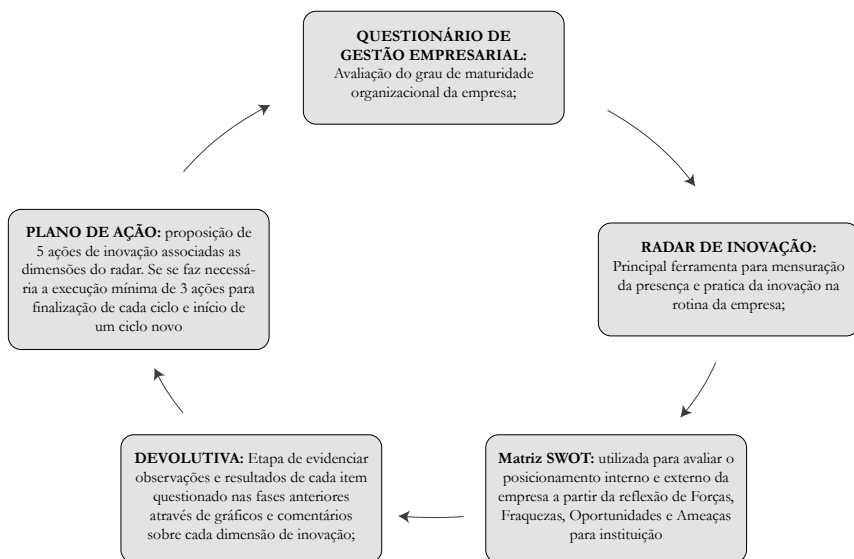 QUESTIONÁRIO DE
GESTÃO EMPRESARIAL:
Avaliação do grau de maturidade
organizacional da empresa;
RADAR DE INOVAÇÃO:
Principal ferramenta para mensuração
da presença e pratica da inovação na
rotina da empresa;
Matriz SWOT: utilizada para avaliar o
posicionamento interno e externo da
empresa a partir da reflexão de Forças,
Fraquezas, Oportunidades e Ameaças
para instituição
DEVOLUTIVA: Etapa de evidenciar
observações e resultados de cada item
questionado nas fases anteriores
através de gráficos e comentários
sobre cada dimensão de inovação;
PLANO DE AÇÃO: proposição de
5 ações de inovação associadas as
dimensões do radar. Se se faz necessá-
ria a execução mínima de 3 ações para
finalização de cada ciclo e início de
um ciclo novo